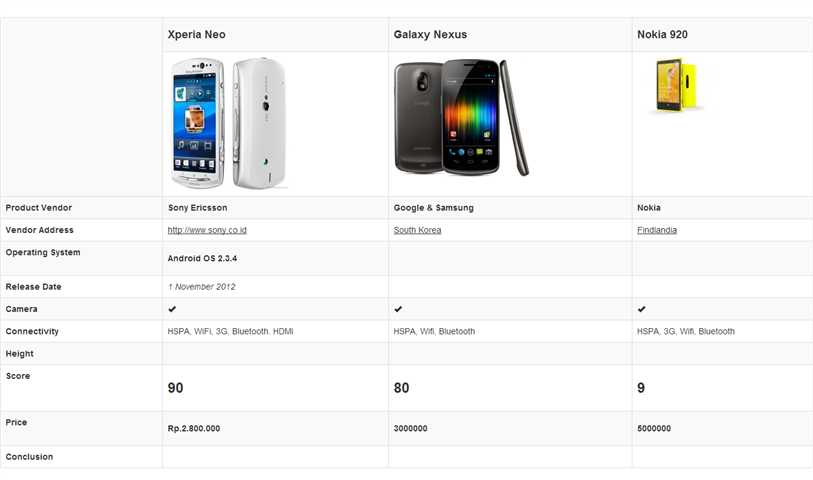 Xperia Neo Galaxy Nexus Nokia 920
Google
Product Vendor Sony Ericsson Google & Samsung Nokia
Vendor Address http://www.sony.co.id South Korea Findlandia
Operating System Android OS 2.3.4
Release Date 1 November 2012
Camera ✔ ✔ ✔
Connectivity HSPA, WiFi, 3G, Bluetooth. HDMI HSPA, Wifi, Bluetooth HSPA, 3G, Wifi, Bluetooth
Height
Score 90 80 9
Price Rp.2.800.000 3000000 5000000
Conclusion